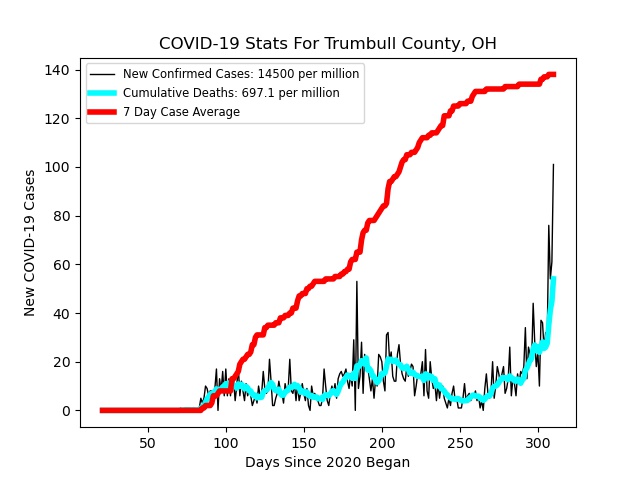 COVID-19 Stats For Trumbull County, OH
New Confirmed Cases: 14500 per million
Cumulative Deaths: 697.1 per million
7 Day Case Average
New COVID-19 Cases
140
120
100
80
60
40
20
0
50
100
150
200
250
300
Days Since 2020 Began